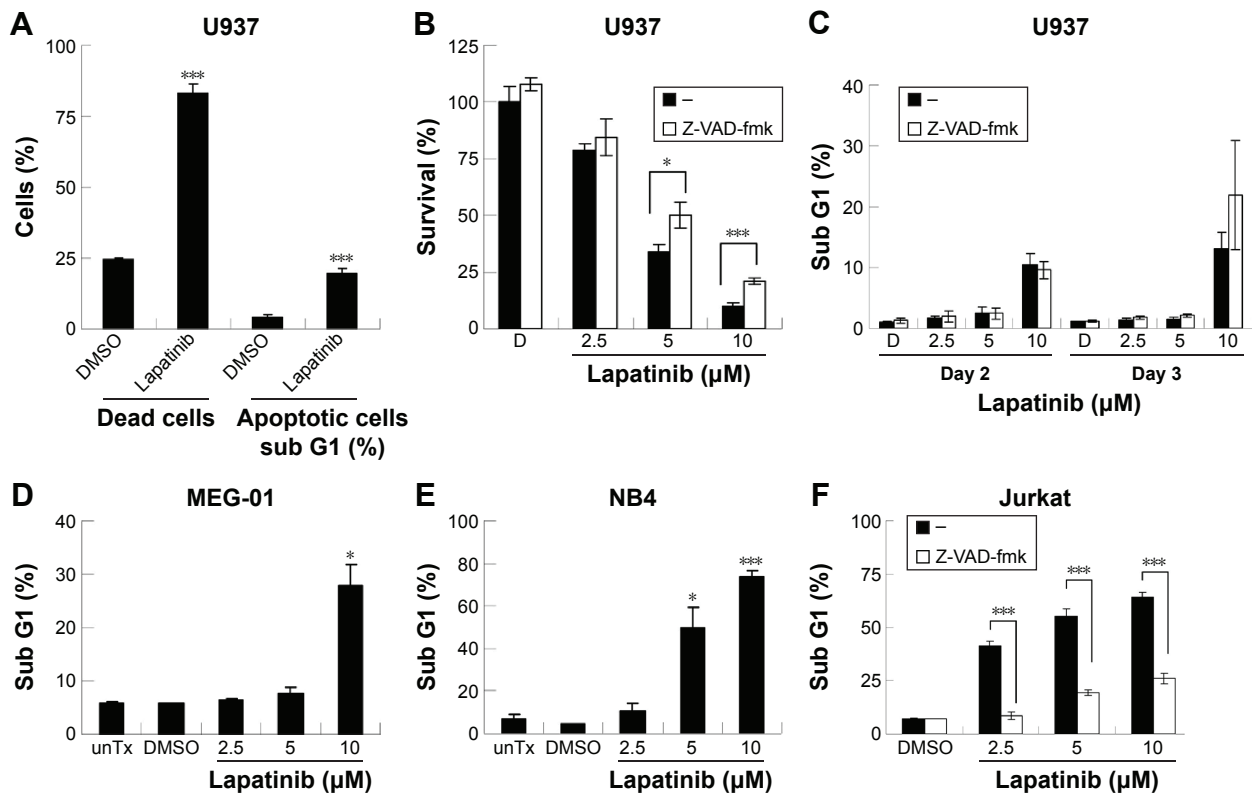 A
U937
Cells (%)
100
75
50
25
0
***
***
DMSO
Lapatinib
DMSO
Lapatinib
Dead cells
Apoptotic cells
sub G1 (%)
B
U937
Survival (%)
125
100
75
50
25
0
–
Z-VAD-fmk
*
***
D 2.5 5 10
Lapatinib (µM)
C
U937
Sub G1 (%)
40
30
20
10
0
–
Z-VAD-fmk
D 2.5 5 10 D 2.5 5 10
Day 2 Day 3
Lapatinib (µM)
D
MEG-01
Sub G1 (%)
40
30
20
10
0
*
unTx DMSO 2.5 5 10
Lapatinib (µM)
E
NB4
Sub G1 (%)
100
80
60
40
20
0
*
***
unTx DMSO 2.5 5 10
Lapatinib (µM)
F
Jurkat
Sub G1 (%)
100
75
50
25
0
–
Z-VAD-fmk
***
***
***
DMSO 2.5 5 10
Lapatinib (µM)